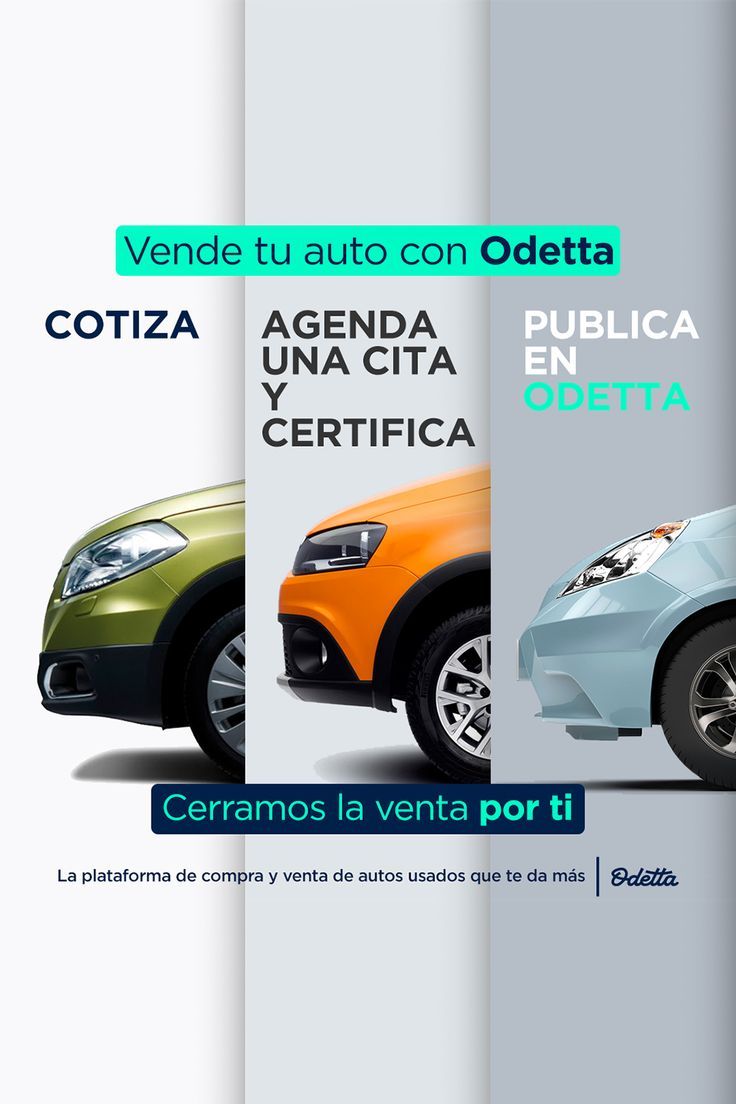 Vende tu auto con Odetta
COTIZA
AGENDA
UNA CITA
Y
CERTIFICA
PUBLICA
EN
ODETTA
Cerramos la venta por ti
La plataforma de compra y venta de autos usados que te da más
Odetta